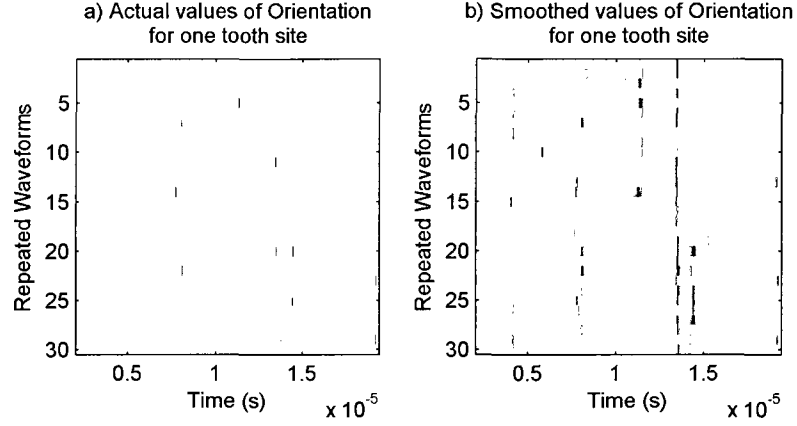 a) Actual values of Orientation
for one tooth site
b) Smoothed values of Orientation
for one tooth site
Repeated Waveforms
5
10
15
20
25
30
0.5
1
1.5
Time (s)
x 10⁻⁵
Repeated Waveforms
5
10
15
20
25
30
0.5
1
1.5
Time (s)
x 10⁻⁵